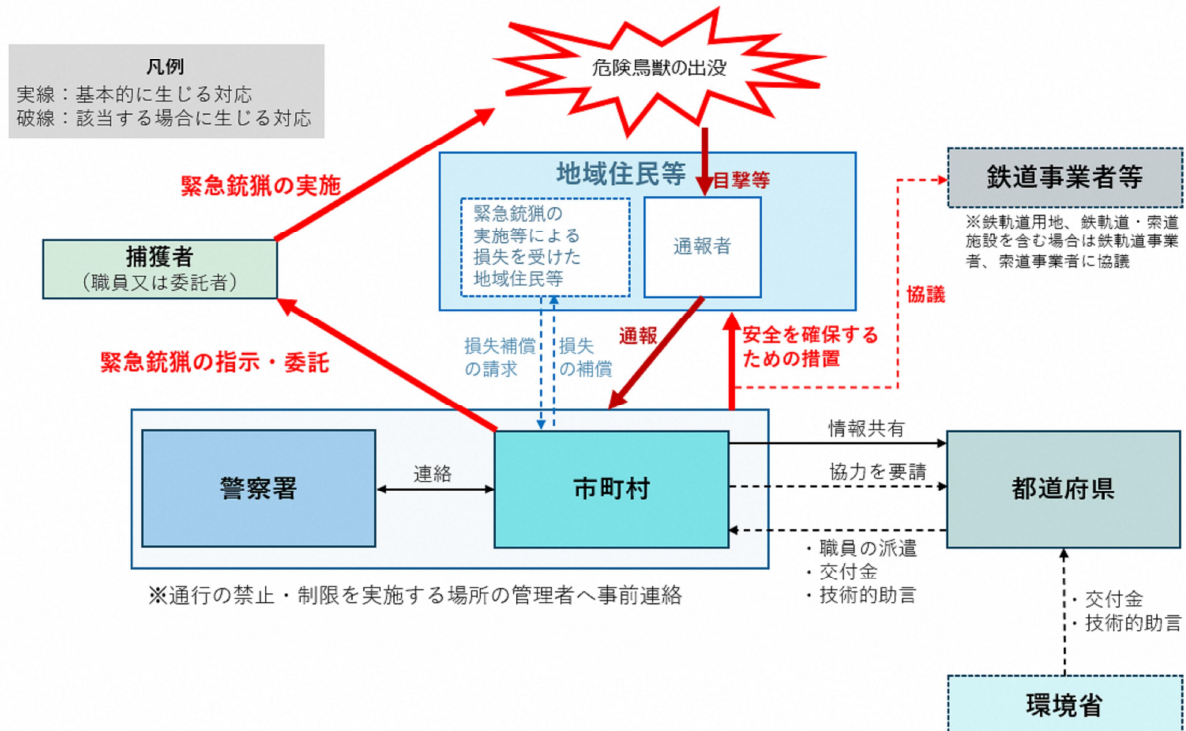 凡例
実線：基本的に生じる対応
破線：該当する場合に生じる対応
危険鳥獣の出没
緊急銃猟の実施
地域住民等
目撃等
鉄道事業者等
※鉄軌道用地、鉄軌道・索道
施設を含む場合は鉄軌道事業
者、索道事業者に協議
緊急銃猟の
実施等による
損失を受けた
地域住民等
通報者
捕獲者
（職員又は委託者）
協議
緊急銃猟の指示・委託
損失補償
の請求
損失
の補償
通報
安全を確保する
ための措置
警察署
連絡
市町村
情報共有
協力を要請
都道府県
・職員の派遣
・交付金
・技術的助言
※通行の禁止・制限を実施する場所の管理者へ事前連絡
・交付金
・技術的助言
環境省